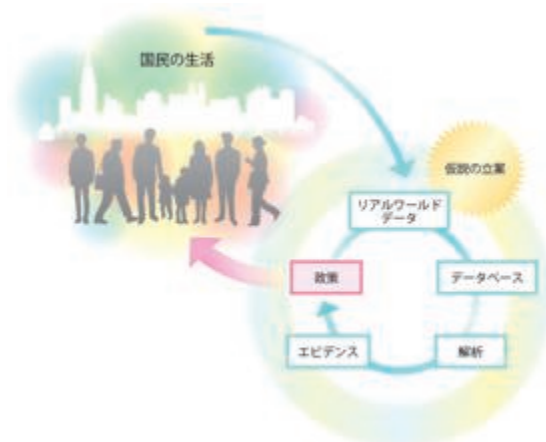 国民の生活
仮説の立案
リアルワールド
データ
政策
データベース
エビデンス
解析